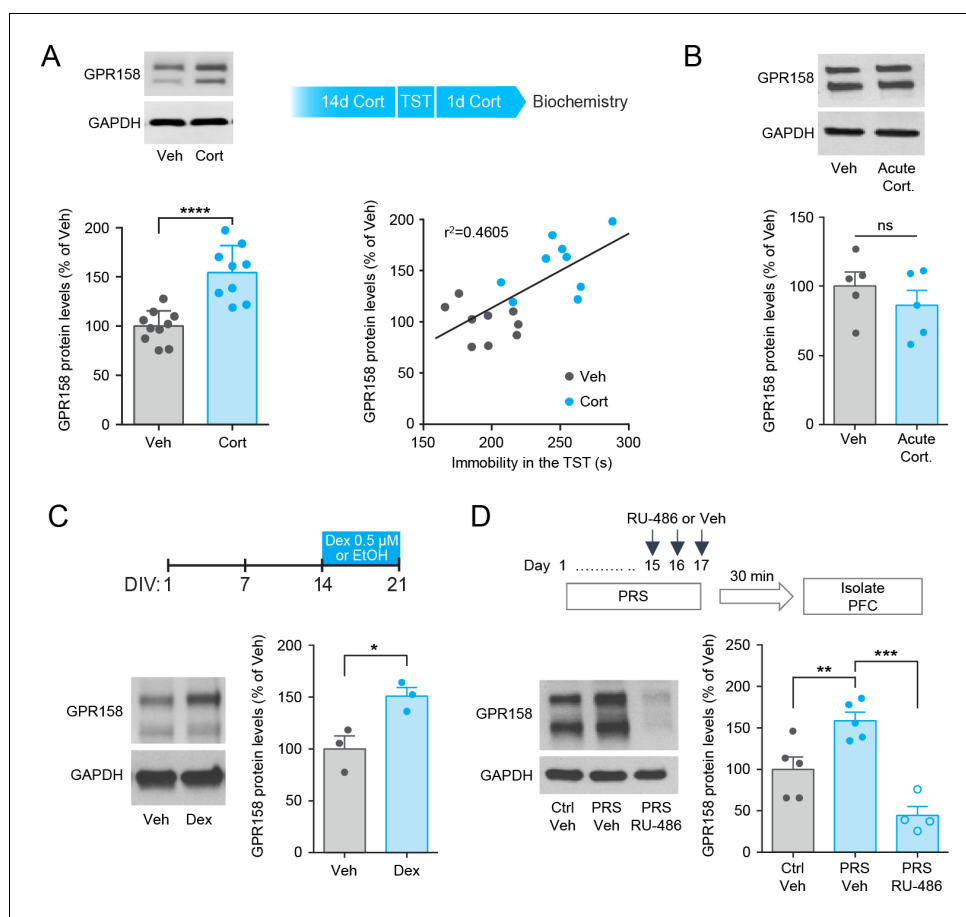 A
GPR158
GAPDH
Veh Cort
14d Cort TST 1d Cort Biochemistry
GPR158 protein levels (% of Veh)
200
150
100
50
0
****
Veh Cort
GPR158 protein levels (% of Veh)
200
150
100
50
0
r²=0.4605
Veh
Cort
150 200 250 300
Immobility in the TST (s)
B
GPR158
GAPDH
Veh Acute
Cort.
GPR158 protein levels (% of Veh)
150
100
50
0
ns
Veh Acute
Cort.
C
Dex 0.5 µM
or EtOH
DIV: 1 7 14 21
GPR158
GAPDH
Veh Dex
GPR158 protein levels (% of Veh)
200
150
100
50
0
*
Veh Dex
D
RU-486 or Veh
Day 1 .......... .. 15 16 17
PRS
30 min
Isolate
PFC
GPR158
GAPDH
Ctrl PRS PRS
Veh Veh RU-486
GPR158 protein levels (% of Veh)
250
200
150
100
50
0
** ***
Ctrl PRS PRS
Veh Veh RU-486